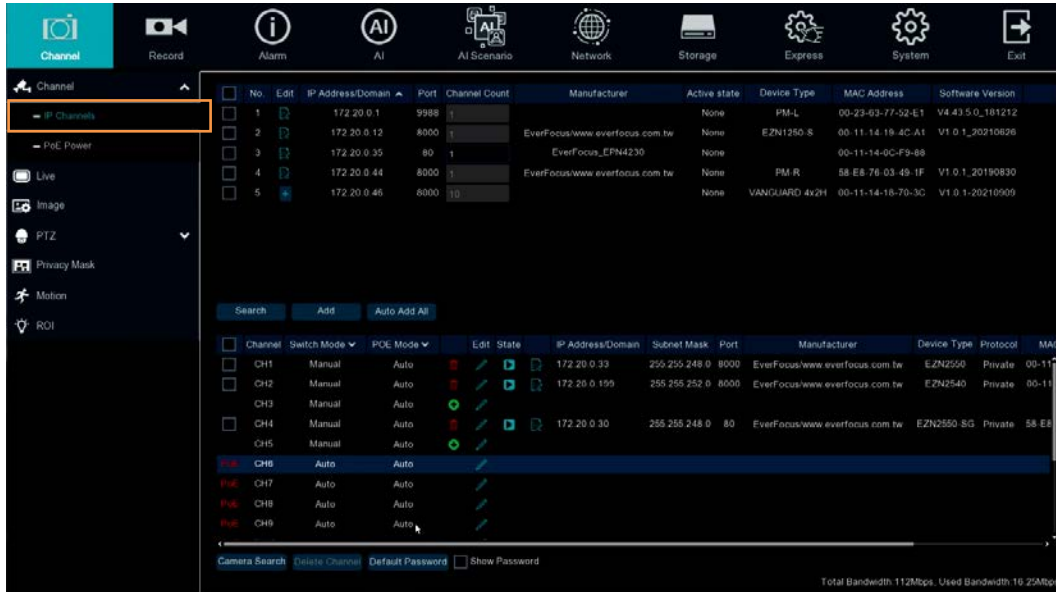 Channel Record Alarm AI AI Scenario Network Storage Express System Exit
Channel
IP Channels
PoE Power
Live
Image
PTZ
Privacy Mask
Motion
ROI
No. Edit IP Address/Domain Port Channel Count Manufacturer Active state Device Type MAC Address Software Version
1 172.20.0.1 9988 1 None PM-L 00-23-63-77-52-E1 V4.43.5.0_181212
2 172.20.0.12 8000 1 EverFocus/www.everfocus.com.tw None EZN1250-S 00-11-14-19-4C-A1 V1.0.1_20210626
3 172.20.0.35 80 1 EverFocus_EPN4230 None 00-11-14-0C-F9-88
4 172.20.0.44 8000 1 EverFocus/www.everfocus.com.tw None PM-R 58-E8-76-03-49-1F V1.0.1_20190830
5 172.20.0.46 8000 10 None VANGUARD 4x2H 00-11-14-18-70-3C V1.0.1-20210909
Search Add Auto Add All
Channel Switch Mode POE Mode Edit State IP Address/Domain Subnet Mask Port Manufacturer Device Type Protocol MAC
CH1 Manual Auto 172.20.0.33 255.255.248.0 8000 EverFocus/www.everfocus.com.tw EZN2550 Private 00-11
CH2 Manual Auto 172.20.0.199 255.255.252.0 8000 EverFocus/www.everfocus.com.tw EZN2540 Private 00-11
CH3 Manual Auto
CH4 Manual Auto 172.20.0.30 255.255.248.0 80 EverFocus/www.everfocus.com.tw EZN2550-SG Private 58-E8
CH5 Manual Auto
PoE CH6 Auto Auto
PoE CH7 Auto Auto
PoE CH8 Auto Auto
PoE CH9 Auto Auto
Camera Search Delete Channel Default Password Show Password
Total Bandwidth:112Mbps, Used Bandwidth:16.25Mbp